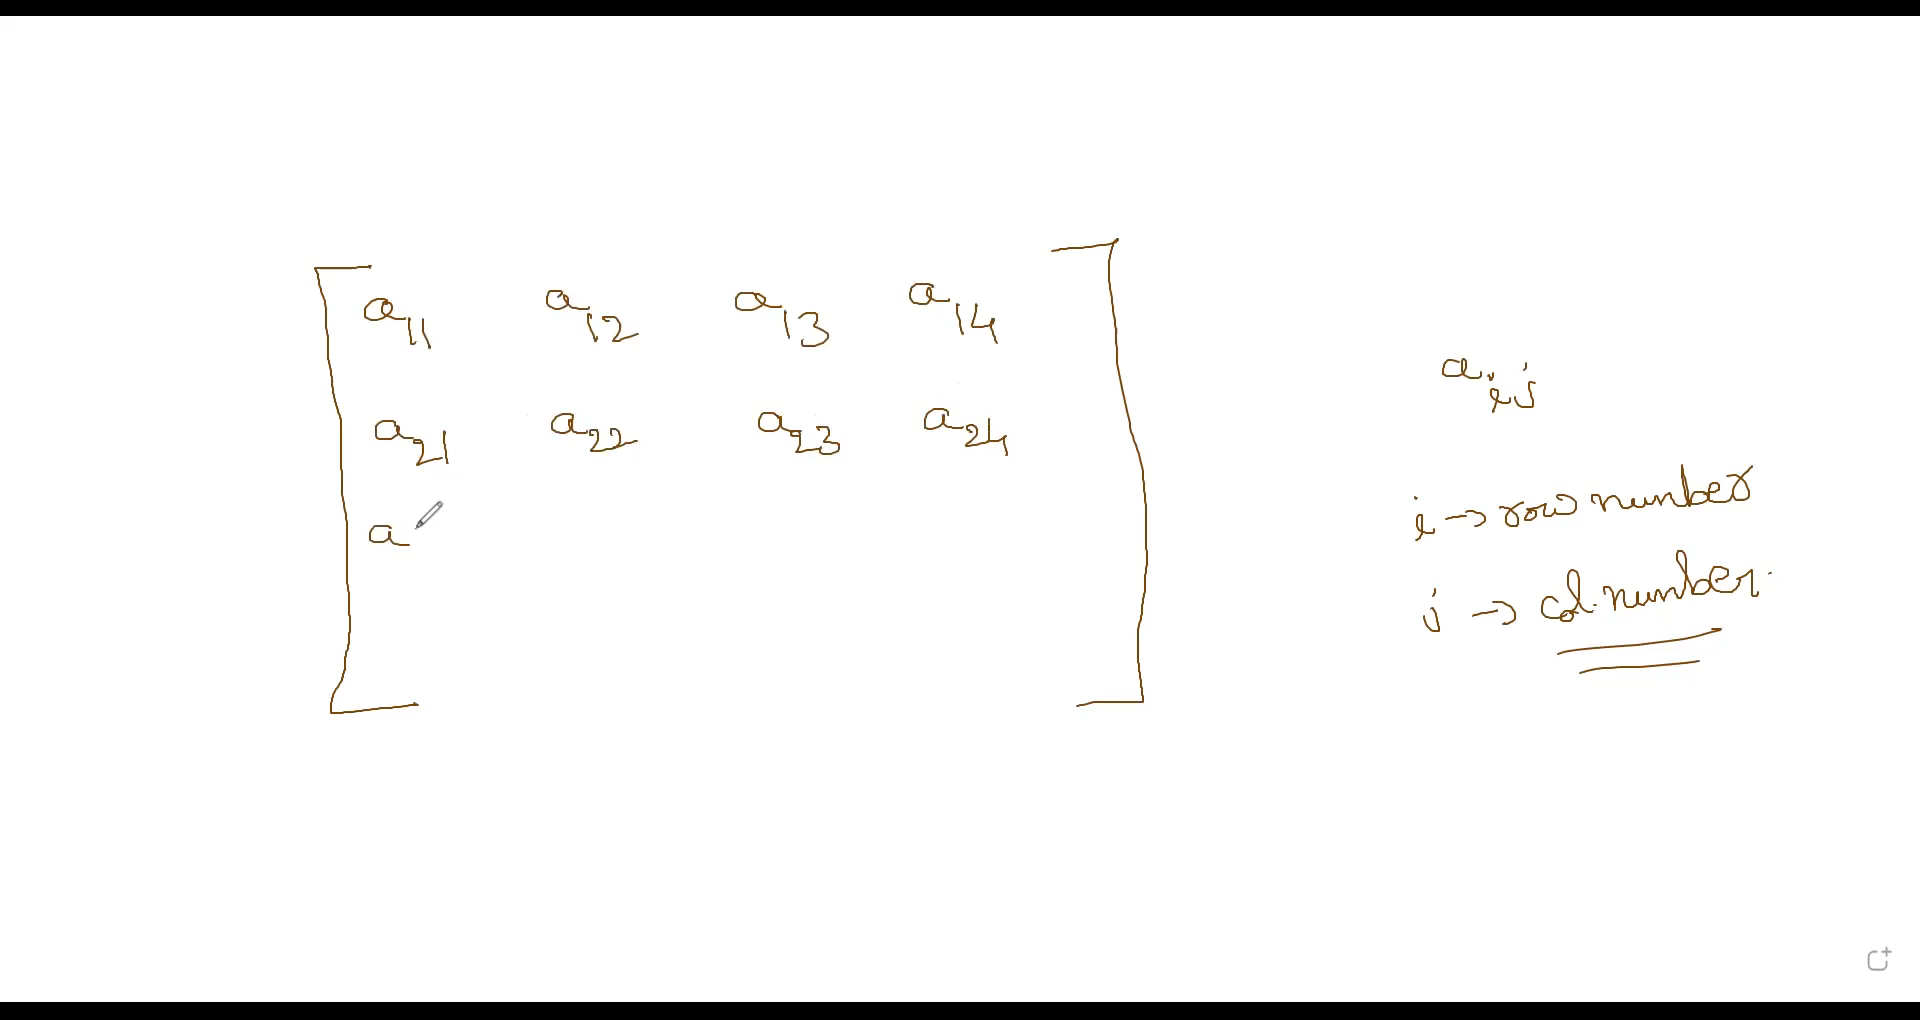 a11 a12 a13 a14
a21 a22 a23 a24
a
aij
i → row number
j → col. number.